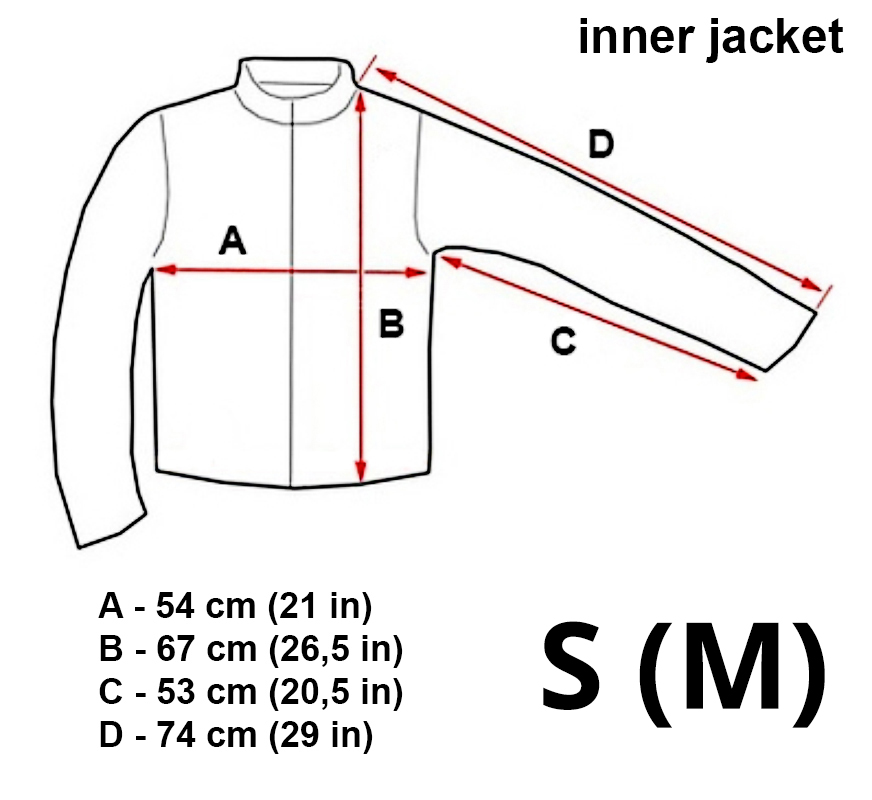 inner jacket
D
A
B
C
A - 54 cm (21 in)
B - 67 cm (26,5 in)
C - 53 cm (20,5 in)
D - 74 cm (29 in)
S (M)